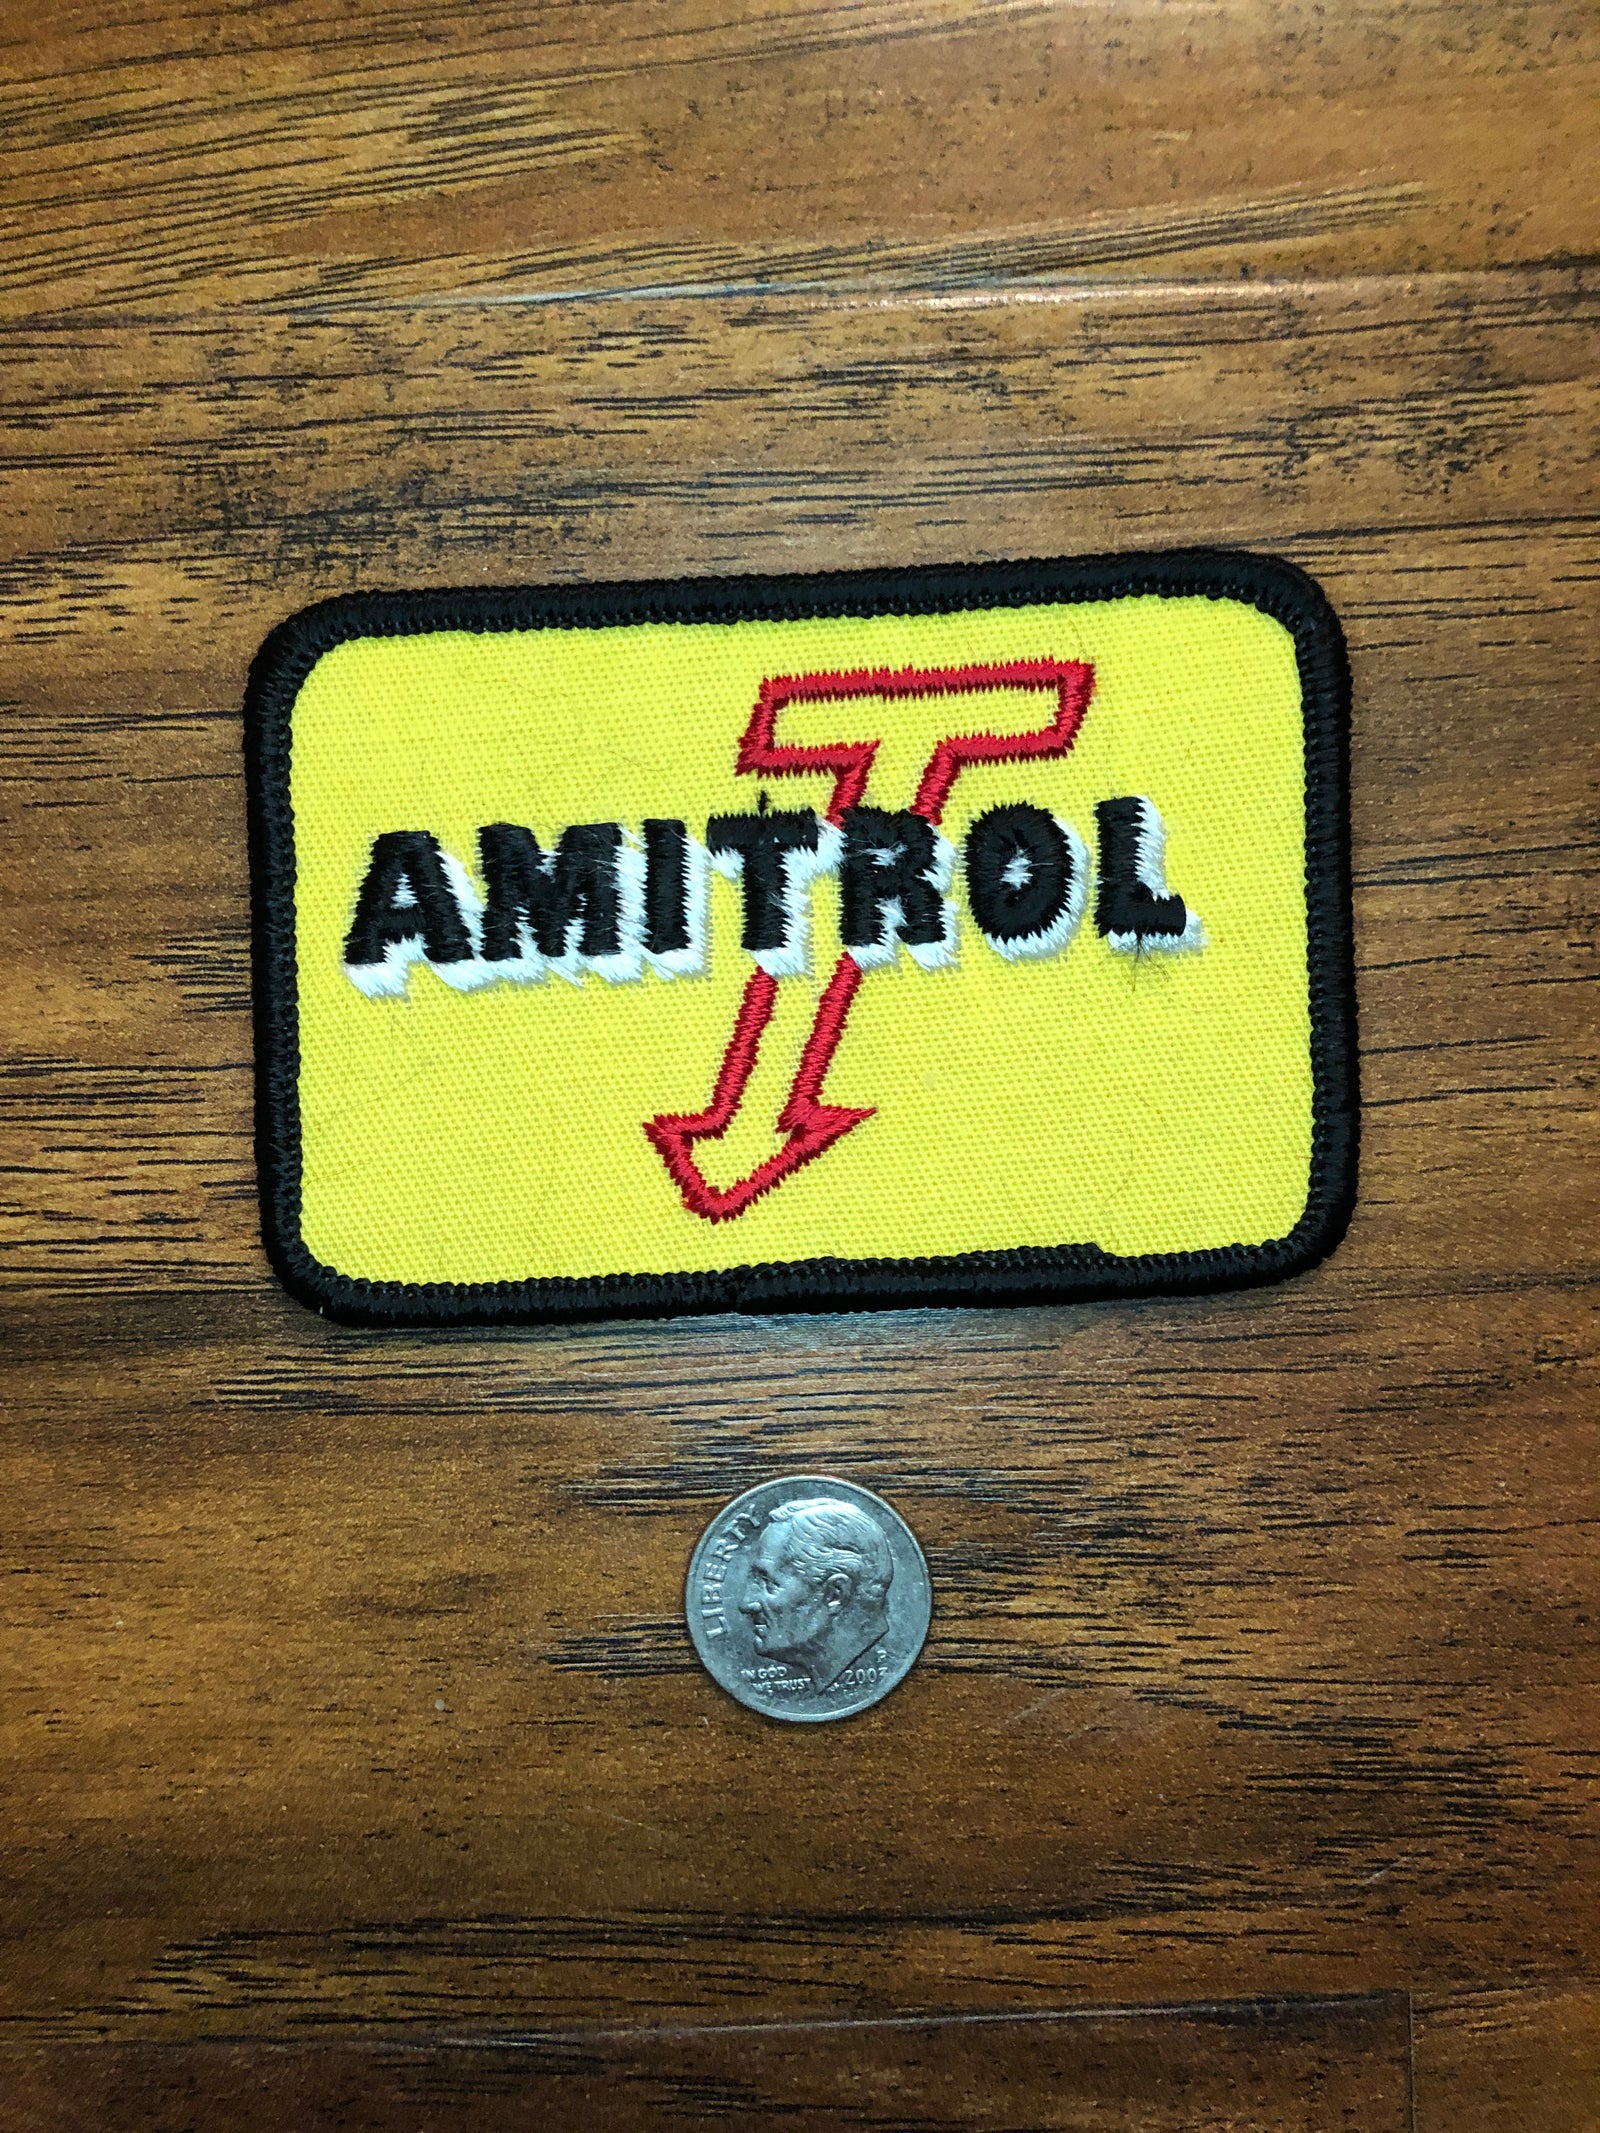 T
AMITROL
LIBERTY
IN GOD
WE TRUST
P
2007